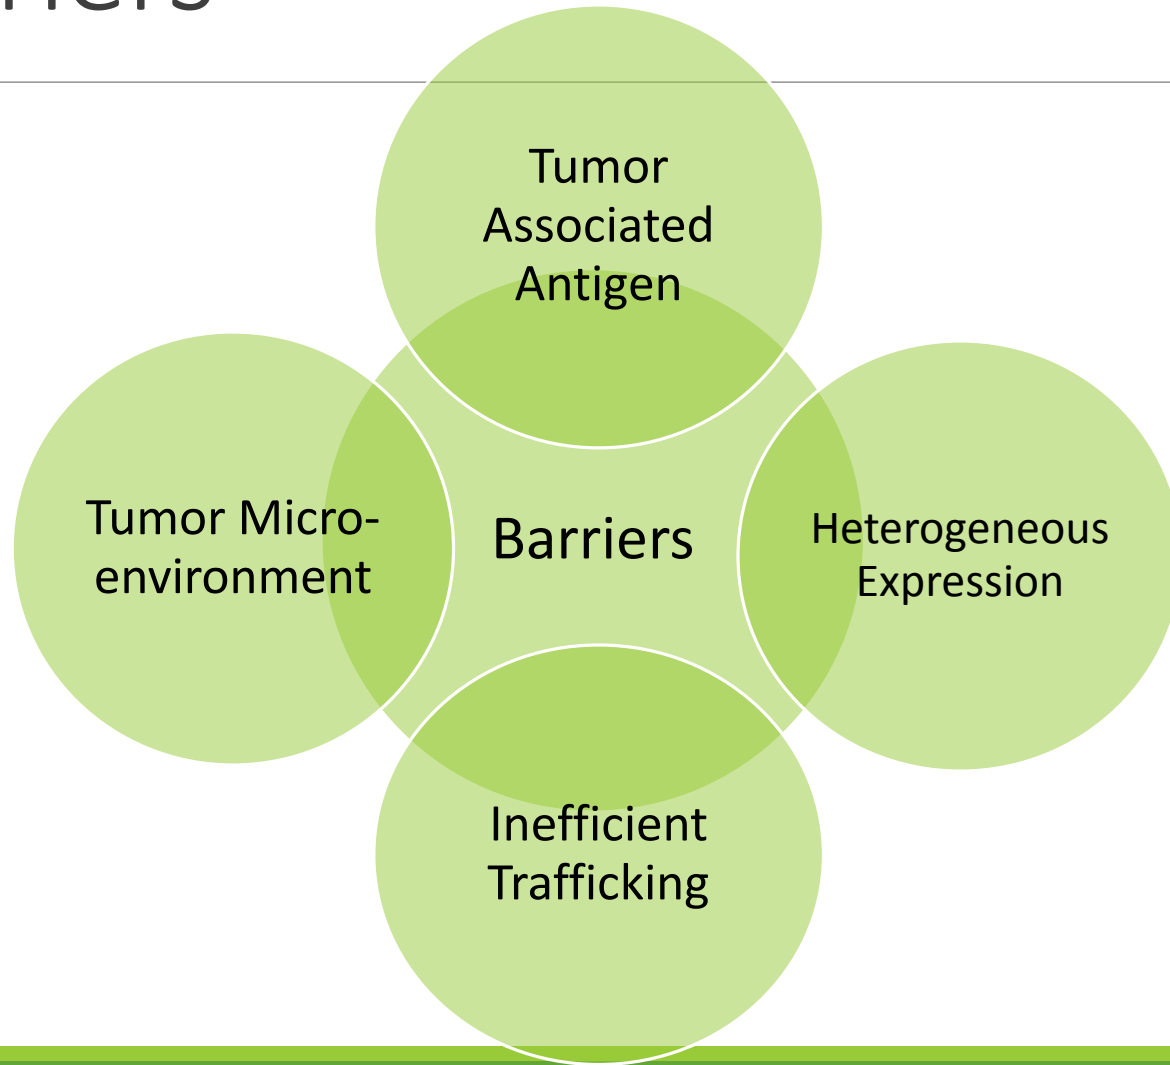 Tumor
Associated
Antigen
Tumor Micro-
environment
Barriers
Heterogeneous
Expression
Inefficient
Trafficking